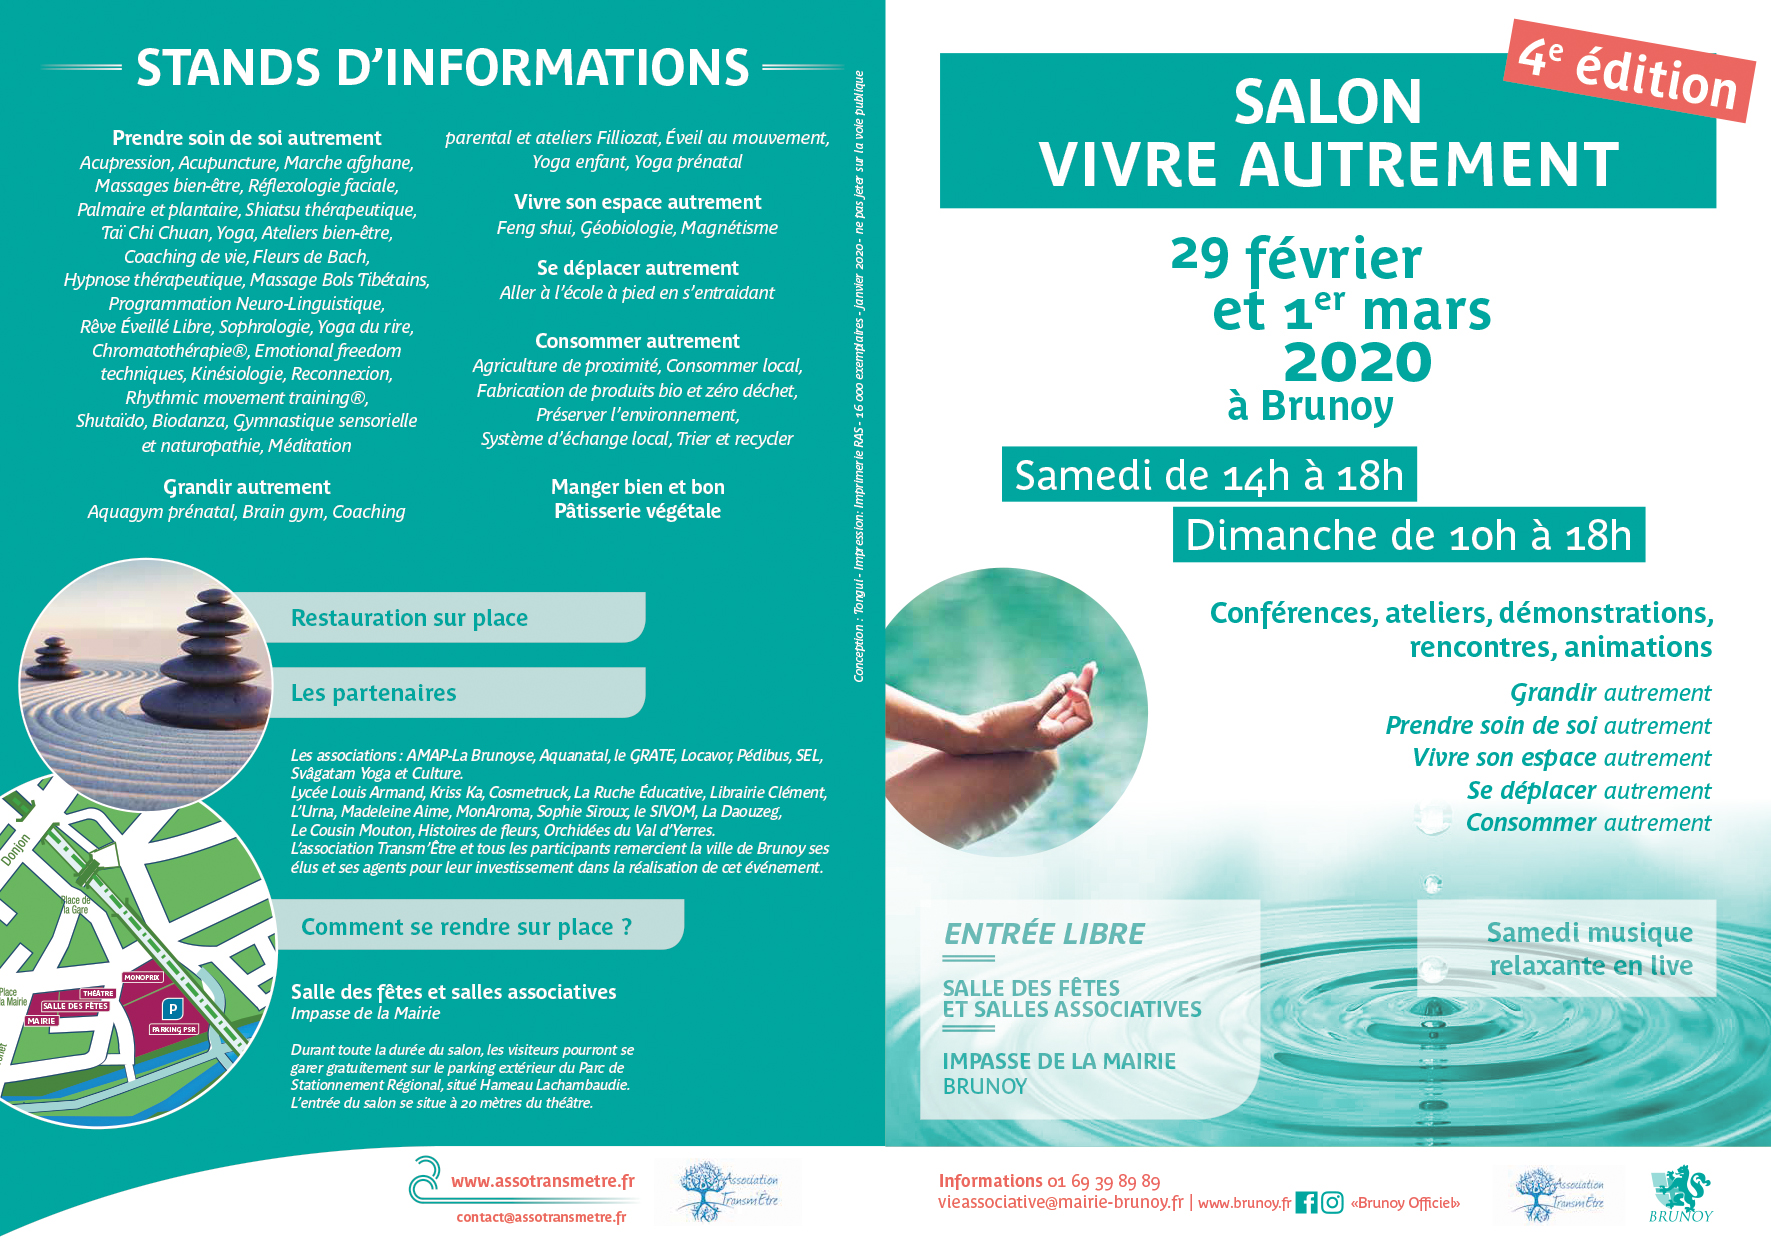 STANDS D’INFORMATIONS
Prendre soin de soi autrement
Acupression, Acupuncture, Marche afghane,
Massages bien-être, Réflexologie faciale,
Palmaire et plantaire, Shiatsu thérapeutique,
Taï Chi Chuan, Yoga, Ateliers bien-être,
Coaching de vie, Fleurs de Bach,
Hypnose thérapeutique, Massage Bols Tibétains,
Programmation Neuro-Linguistique,
Rêve Éveillé Libre, Sophrologie, Yoga du rire,
Chromatothérapie®, Emotional freedom
techniques, Kinésiologie, Reconnexion,
Rhythmic movement training®,
Shutaïdo, Biodanza, Gymnastique sensorielle
et naturopathie, Méditation
Grandir autrement
Aquagym prénatal, Brain gym, Coaching
parental et ateliers Filliozat, Éveil au mouvement,
Yoga enfant, Yoga prénatal
Vivre son espace autrement
Feng shui, Géobiologie, Magnétisme
Se déplacer autrement
Aller à l’école à pied en s’entraidant
Consommer autrement
Agriculture de proximité, Consommer local,
Fabrication de produits bio et zéro déchet,
Préserver l’environnement,
Système d’échange local, Trier et recycler
Manger bien et bon
Pâtisserie végétale
Conception : Tongui - Impression: Imprimerie RAS - 16 000 exemplaires - Janvier 2020 - ne pas jeter sur la voie publique
Restauration sur place
Les partenaires
Les associations : AMAP-La Brunoyse, Aquanatal, le GRATE, Locavor, Pédibus, SEL,
Svâgatam Yoga et Culture.
Lycée Louis Armand, Kriss Ka, Cosmetruck, La Ruche Éducative, Librairie Clément,
L’Urna, Madeleine Aime, MonAroma, Sophie Siroux, le SIVOM, La Daouzeg,
Le Cousin Mouton, Histoires de fleurs, Orchidées du Val d’Yerres.
L’association Transm’Être et tous les participants remercient la ville de Brunoy ses
élus et ses agents pour leur investissement dans la réalisation de cet événement.
Comment se rendre sur place ?
Salle des fêtes et salles associatives
Impasse de la Mairie
Durant toute la durée du salon, les visiteurs pourront se
garer gratuitement sur le parking extérieur du Parc de
Stationnement Régional, situé Hameau Lachambaudie.
L’entrée du salon se situe à 20 mètres du théâtre.
Donjon
Place de
la Gare
MONOPRIX
Place
la Mairie
THÉÂTRE
SALLE DES FÊTES
MAIRIE
P
PARKING PSR
www.assotransmetre.fr
contact@assotransmetre.fr
Association
Transm'Être
4e édition
SALON
VIVRE AUTREMENT
29 février
et 1er mars
2020
à Brunoy
Samedi de 14h à 18h
Dimanche de 10h à 18h
Conférences, ateliers, démonstrations,
rencontres, animations
Grandir autrement
Prendre soin de soi autrement
Vivre son espace autrement
Se déplacer autrement
Consommer autrement
ENTRÉE LIBRE
SALLE DES FÊTES
ET SALLES ASSOCIATIVES
IMPASSE DE LA MAIRIE
BRUNOY
Samedi musique
relaxante en live
Informations 01 69 39 89 89
vieassociative@mairie-brunoy.fr | www.brunoy.fr «Brunoy Officiel»
Association
Transm'Être
BRUNOY